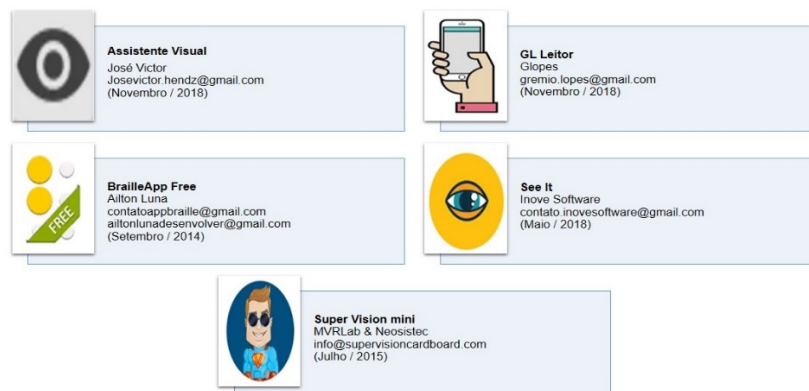 Assistente Visual
José Victor
Josevictor.hendz@gmail.com
(Novembro / 2018)
GL Leitor
Glopes
gremio.lopes@gmail.com
(Novembro / 2018)
BrailleApp Free
Ailton Luna
contatoappbraille@gmail.com
ailtonlunadesenvolver@gmail.com
(Setembro / 2014)
FREE
See It
Inove Software
contato.inovesoftware@gmail.com
(Maio / 2018)
Super Vision mini
MVRLab & Neosistec
info@supervisioncardboard.com
(Julho / 2015)